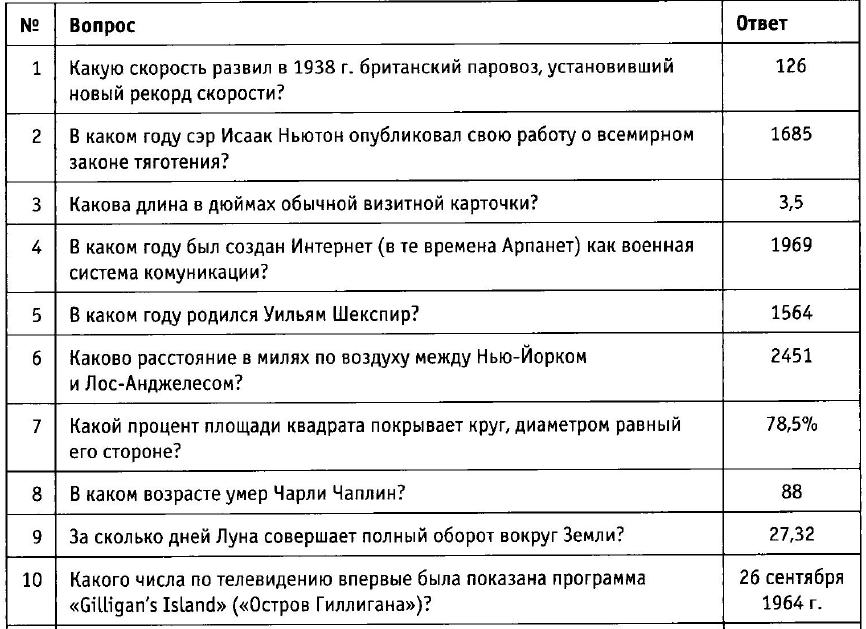 № Вопрос Ответ
1 Какую скорость развил в 1938 г. британский паровоз, установивший 126
новый рекорд скорости?
2 В каком году сэр Исаак Ньютон опубликовал свою работу о всемирном 1685
законе тяготения?
3 Какова длина в дюймах обычной визитной карточки? 3,5
4 В каком году был создан Интернет (в те времена Арпанет) как военная 1969
система комуникации?
5 В каком году родился Уильям Шекспир? 1564
6 Каково расстояние в милях по воздуху между Нью-Йорком 2451
и Лос-Анджелесом?
7 Какой процент площади квадрата покрывает круг, диаметром равный 78,5%
его стороне?
8 В каком возрасте умер Чарли Чаплин? 88
9 За сколько дней Луна совершает полный оборот вокруг Земли? 27,32
10 Какого числа по телевидению впервые была показана программа 26 сентября
«Gilligan's Island» («Остров Гиллигана»)? 1964 г.